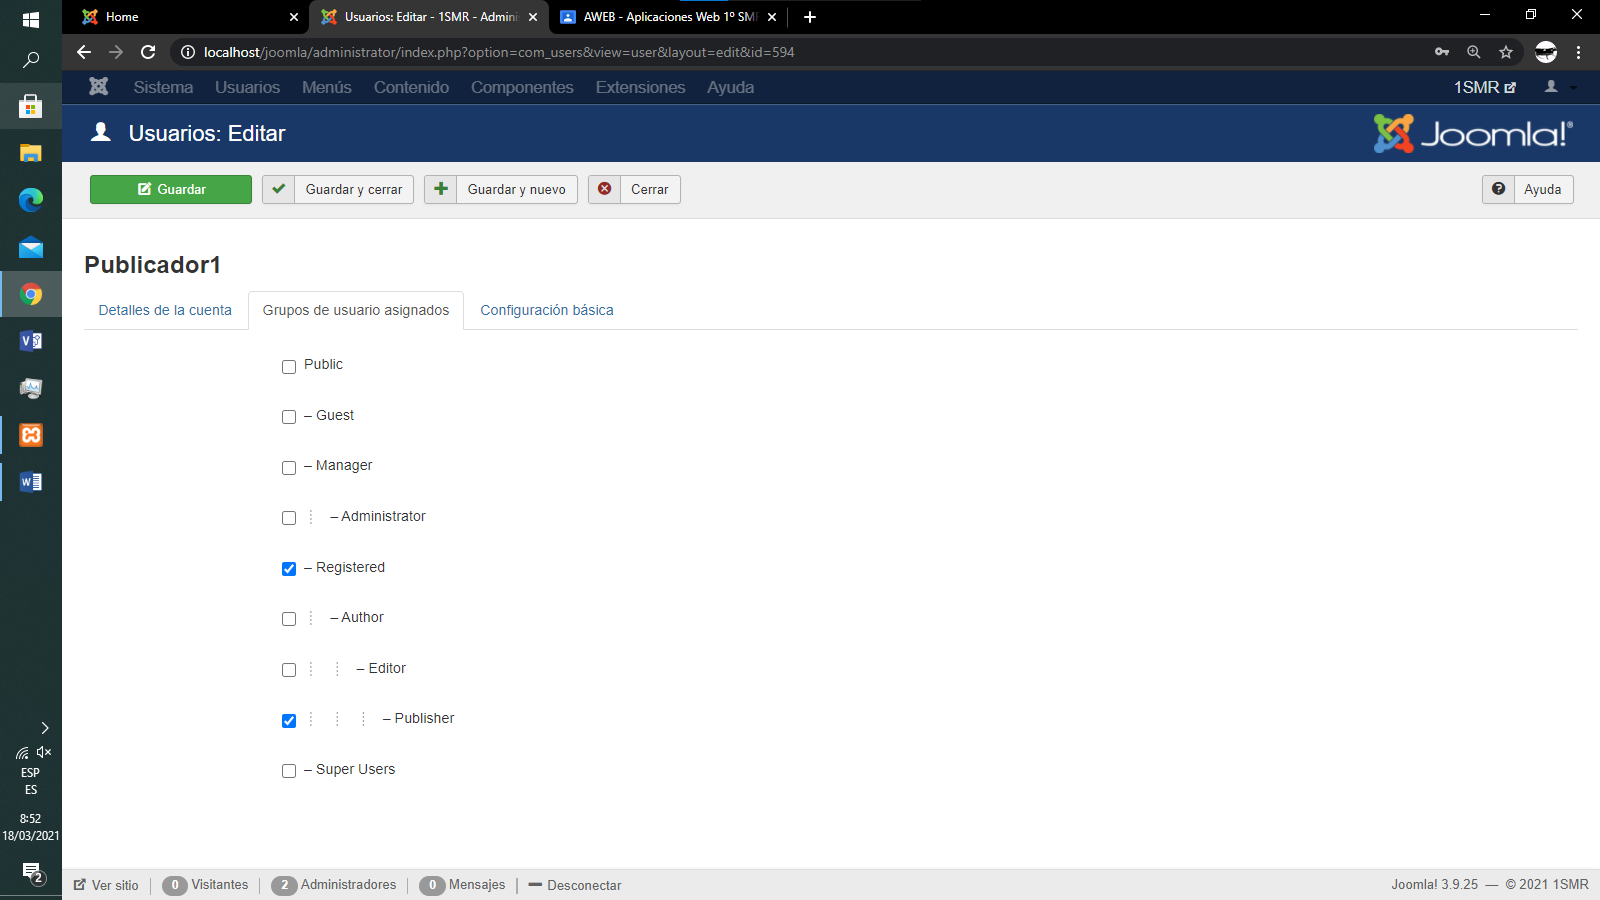 Home
Usuarios: Editar - 1SMR - Admini
AWEB - Aplicaciones Web 1º SM
localhost/joomla/administrator/index.php?option=com_users&view=user&layout=edit&id=594
Sistema Usuarios Menús Contenido Componentes Extensiones Ayuda
1SMR
Usuarios: Editar
Joomla!®
Guardar
Guardar y cerrar
Guardar y nuevo
Cerrar
Ayuda
Publicador1
Detalles de la cuenta
Grupos de usuario asignados
Configuración básica
Public
– Guest
– Manager
– Administrator
– Registered
– Author
– Editor
– Publisher
– Super Users
ESP
ES
8:52
18/03/2021
2
Ver sitio
0 Visitantes
2 Administradores
0 Mensajes
Desconectar
Joomla! 3.9.25 — © 2021 1SMR